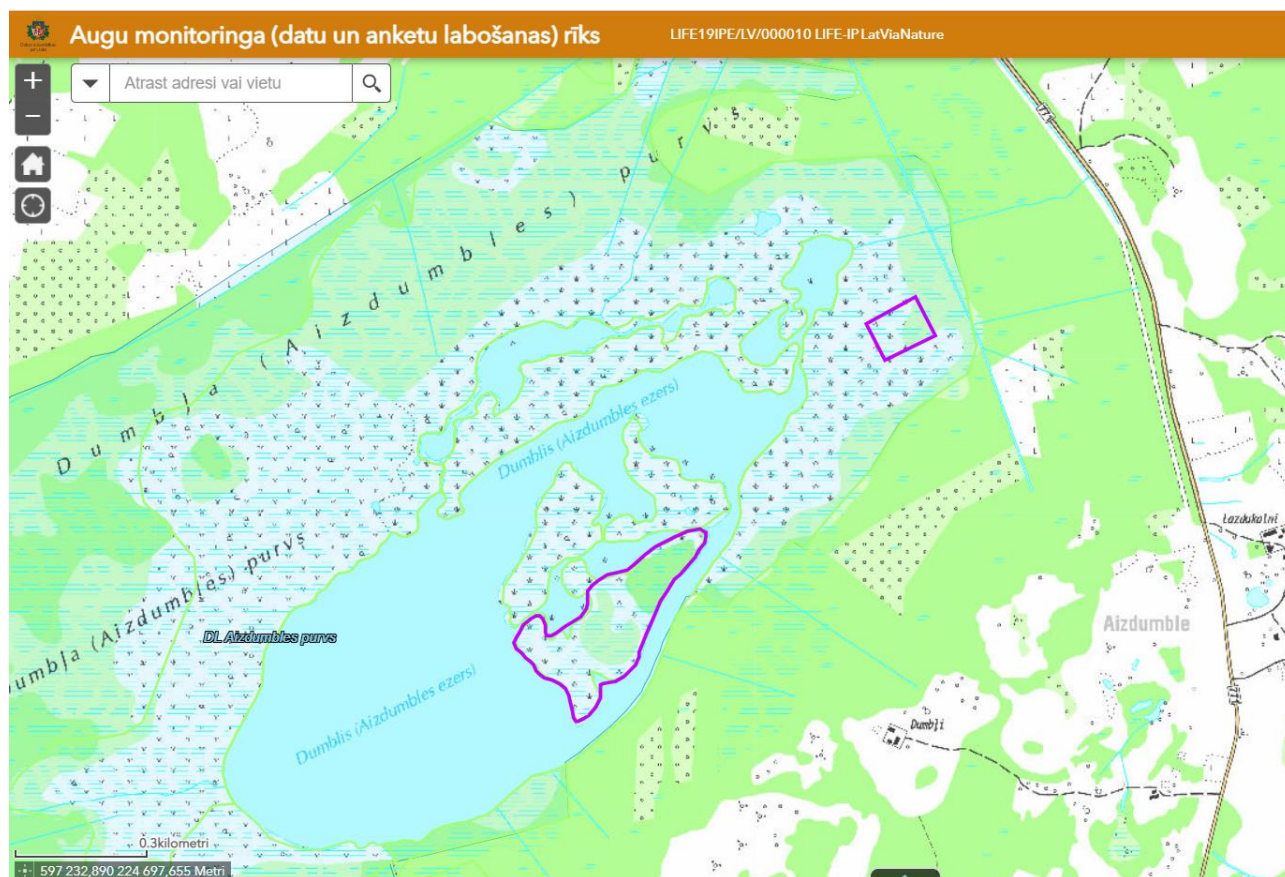 Augu monitoringa (datu un anketu labošanas) rīks
LIFE19IPE/LV/000010 LIFE-IP LatViaNature
+
Atrast adresi vai vietu
−
Dumbļa (Aizdumbles) purvs
Dumblis (Aizdumbles ezers)
umbļa (Aizdumbles) purvs
DL Aizdumbles purvs
Dumblis (Aizdumbles ezers)
Lazdukalni
Aizdumble
Dumbļi
0.3kilometri
597 232,890 224 697,655 Metri